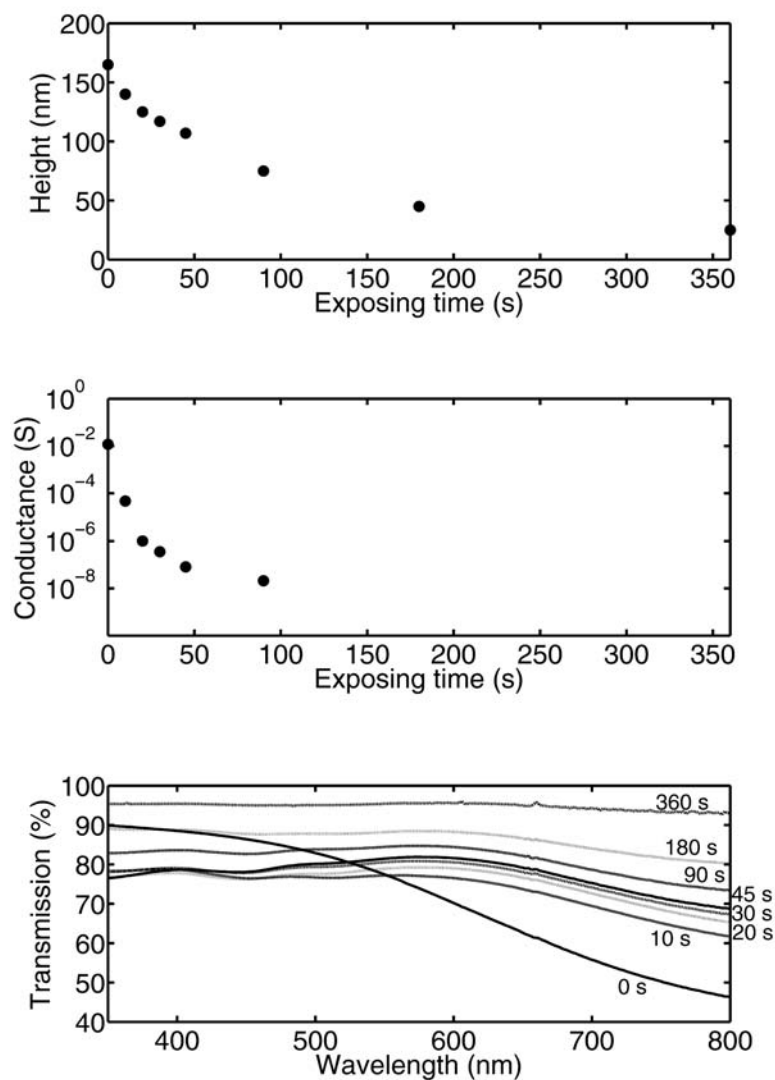 200
150
100
50
0
Height (nm)
0 50 100 150 200 250 300 350
Exposing time (s)
10^0
10^−2
10^−4
10^−6
10^−8
Conductance (S)
0 50 100 150 200 250 300 350
Exposing time (s)
100
90
80
70
60
50
40
Transmission (%)
360 s
180 s
90 s
45 s
30 s
20 s
10 s
0 s
400 500 600 700 800
Wavelength (nm)